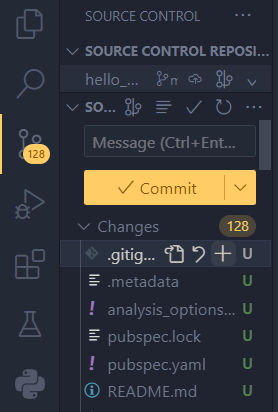 SOURCE CONTROL ...
SOURCE CONTROL REPOSI...
hello_...
SO...
128
Message (Ctrl+Ent...
Commit
Changes 128
.gitig... U
.metadata U
analysis_options... U
pubspec.lock U
pubspec.yaml U
README.md U